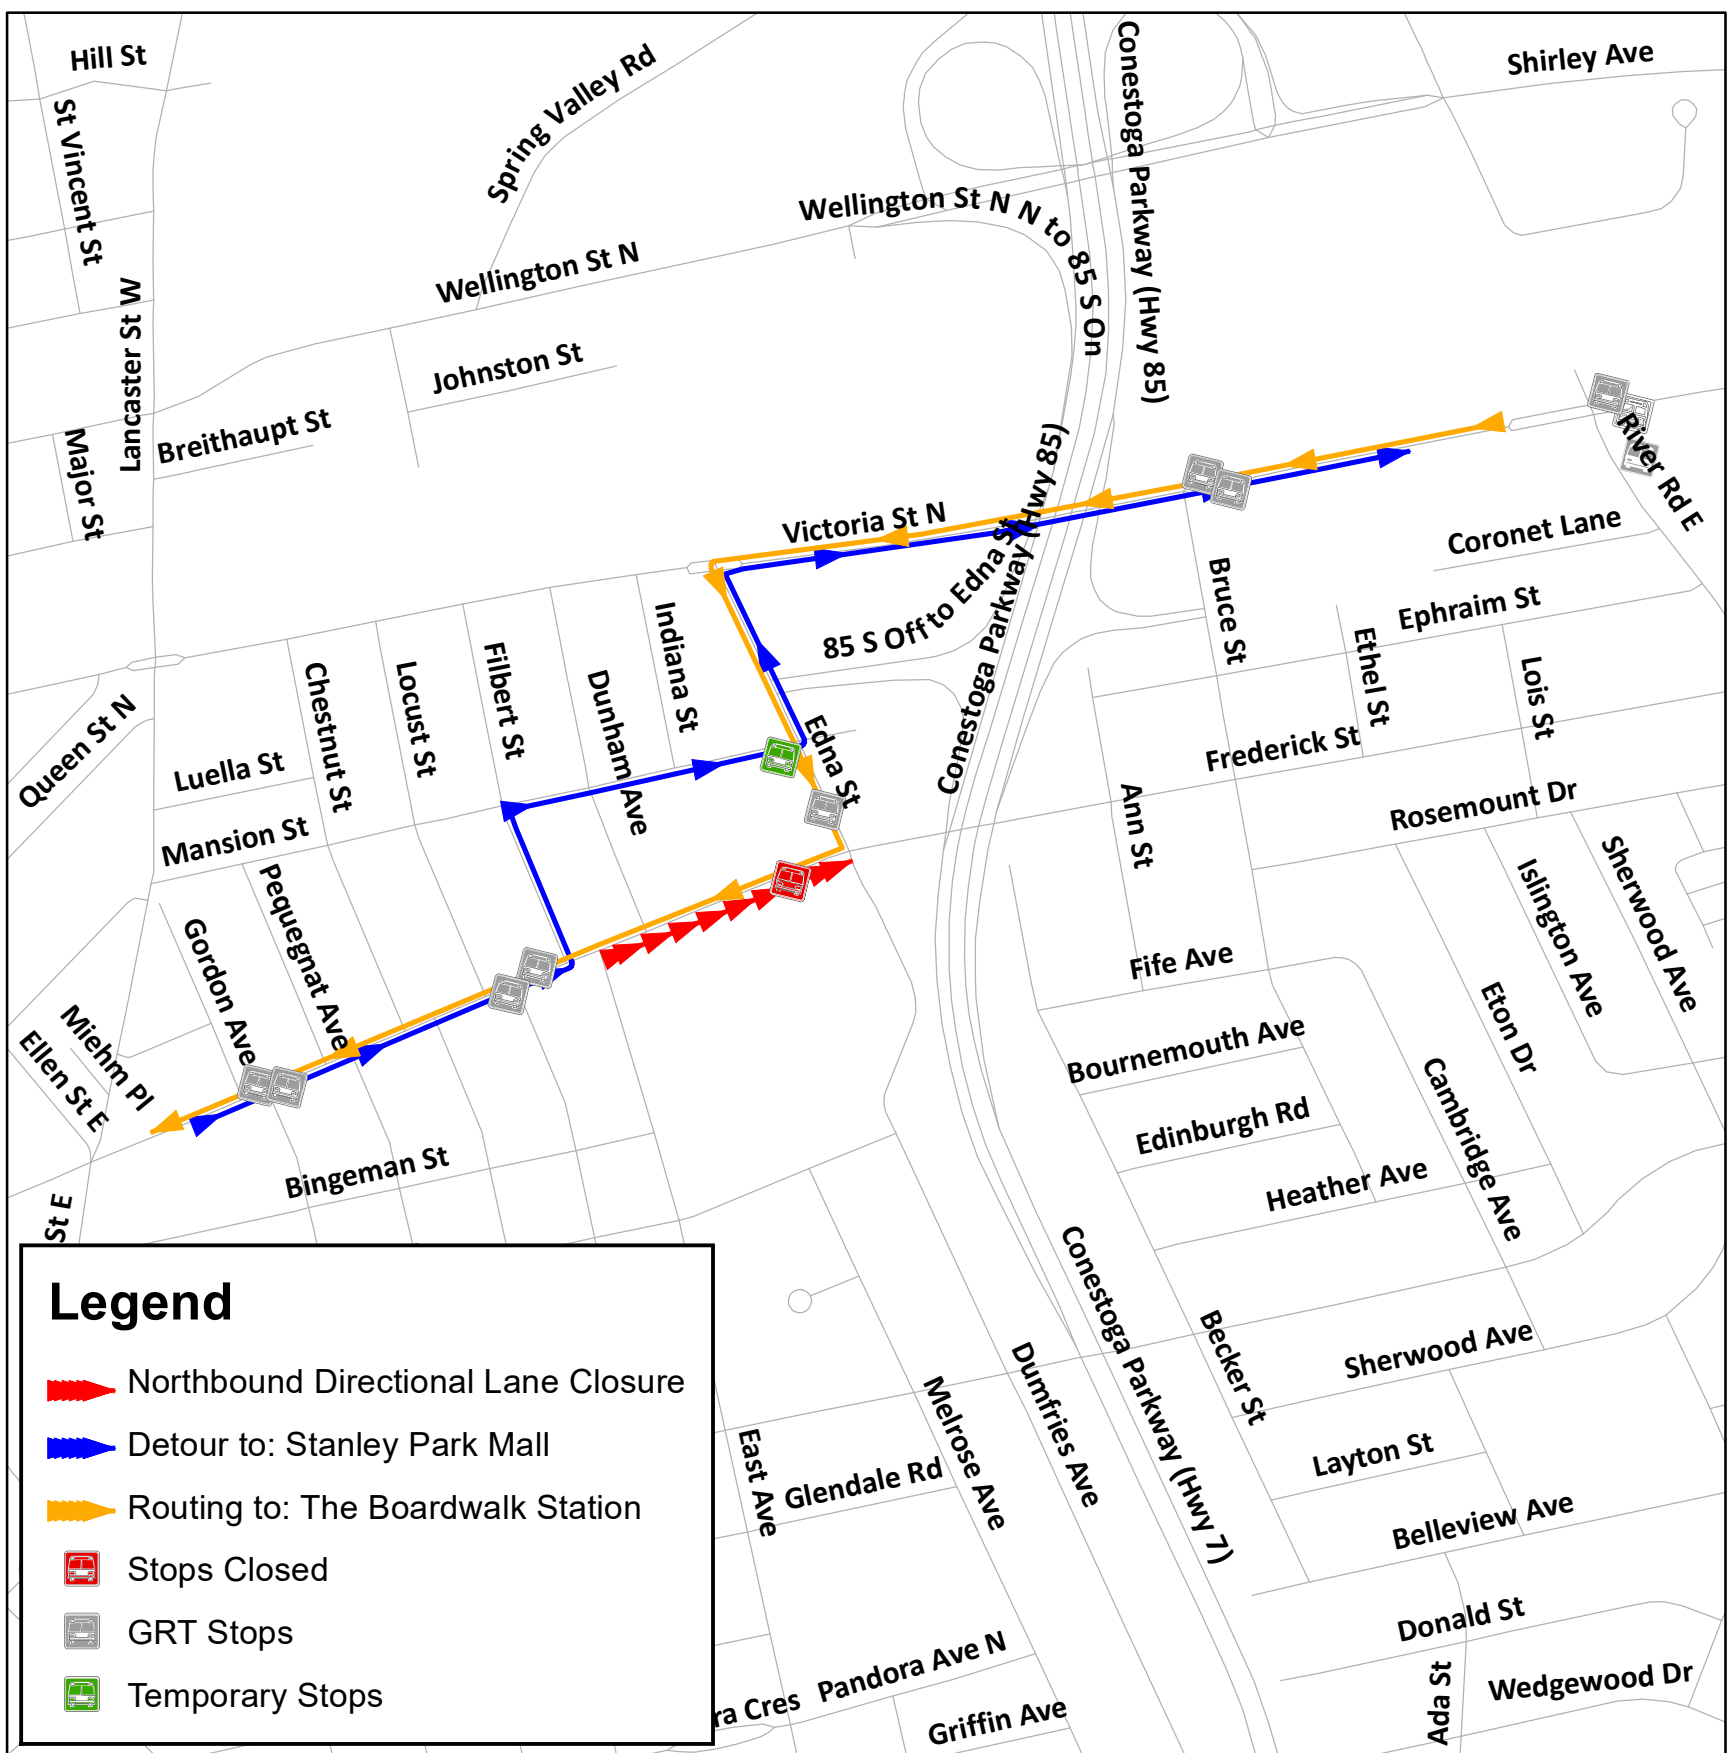 Hill St
St Vincent St
Spring Valley Rd
Conestoga Parkway (Hwy 85)
Shirley Ave
Wellington St N
N to 85 S On
Wellington St N
Lancaster St W
Johnston St
Breithaupt St
Major St
Victoria St N
Conestoga Parkway (Hwy 85)
85 S Off to Edna St
River Rd E
Coronet Lane
Ephraim St
Bruce St
Ethel St
Lois St
Frederick St
Rosemount Dr
Queen St N
Luella St
Chestnut St
Locust St
Filbert St
Dunham Ave
Indiana St
Edna St
Mansion St
Pequegnat Ave
Gordon Ave
Miehm Pl
Ellen St E
Ann St
Fife Ave
Islington Ave
Sherwood Ave
Eton Dr
Bournemouth Ave
Edinburgh Rd
Cambridge Ave
Heather Ave
Bingeman St
St E
Conestoga Parkway (Hwy 7)
Becker St
Sherwood Ave
Dumfries Ave
Melrose Ave
East Ave
Glendale Rd
Layton St
Belleview Ave
Donald St
Ada St
Wedgewood Dr
Pandora Ave N
ra Cres
Griffin Ave
Legend
Northbound Directional Lane Closure
Detour to: Stanley Park Mall
Routing to: The Boardwalk Station
Stops Closed
GRT Stops
Temporary Stops